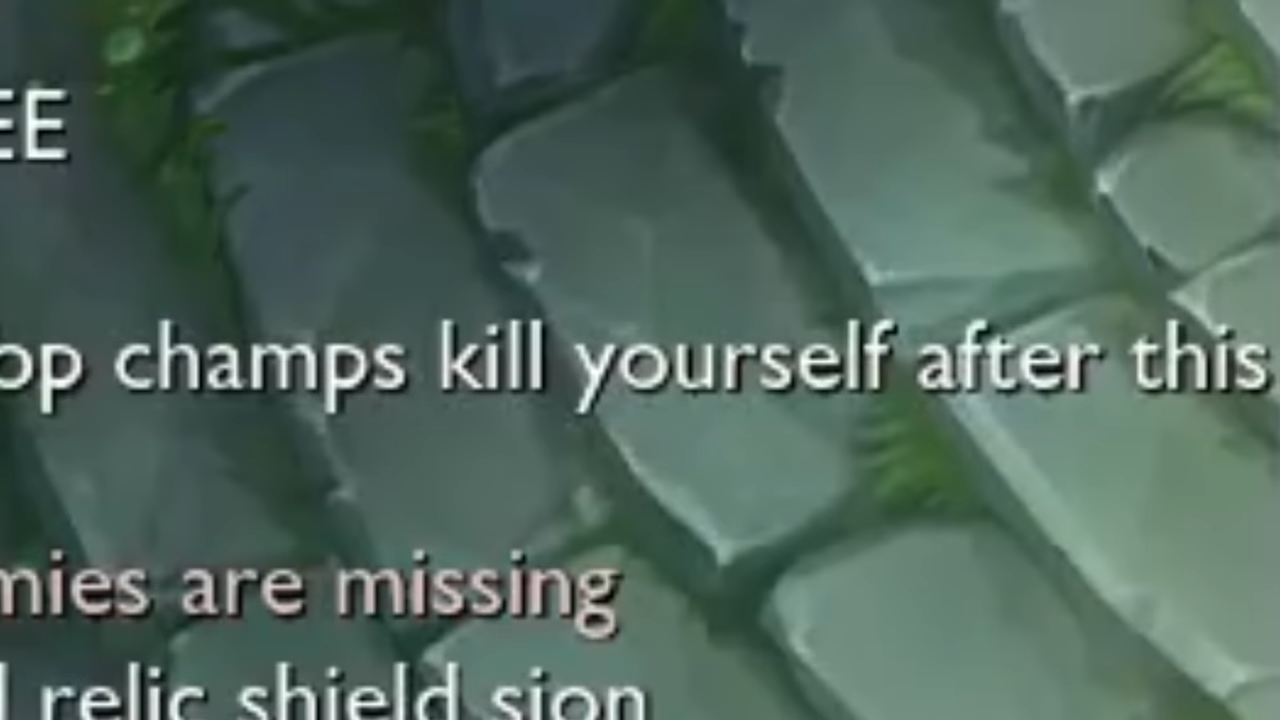 EE
op champs kill yourself after this
mies are missing
relic shield sion